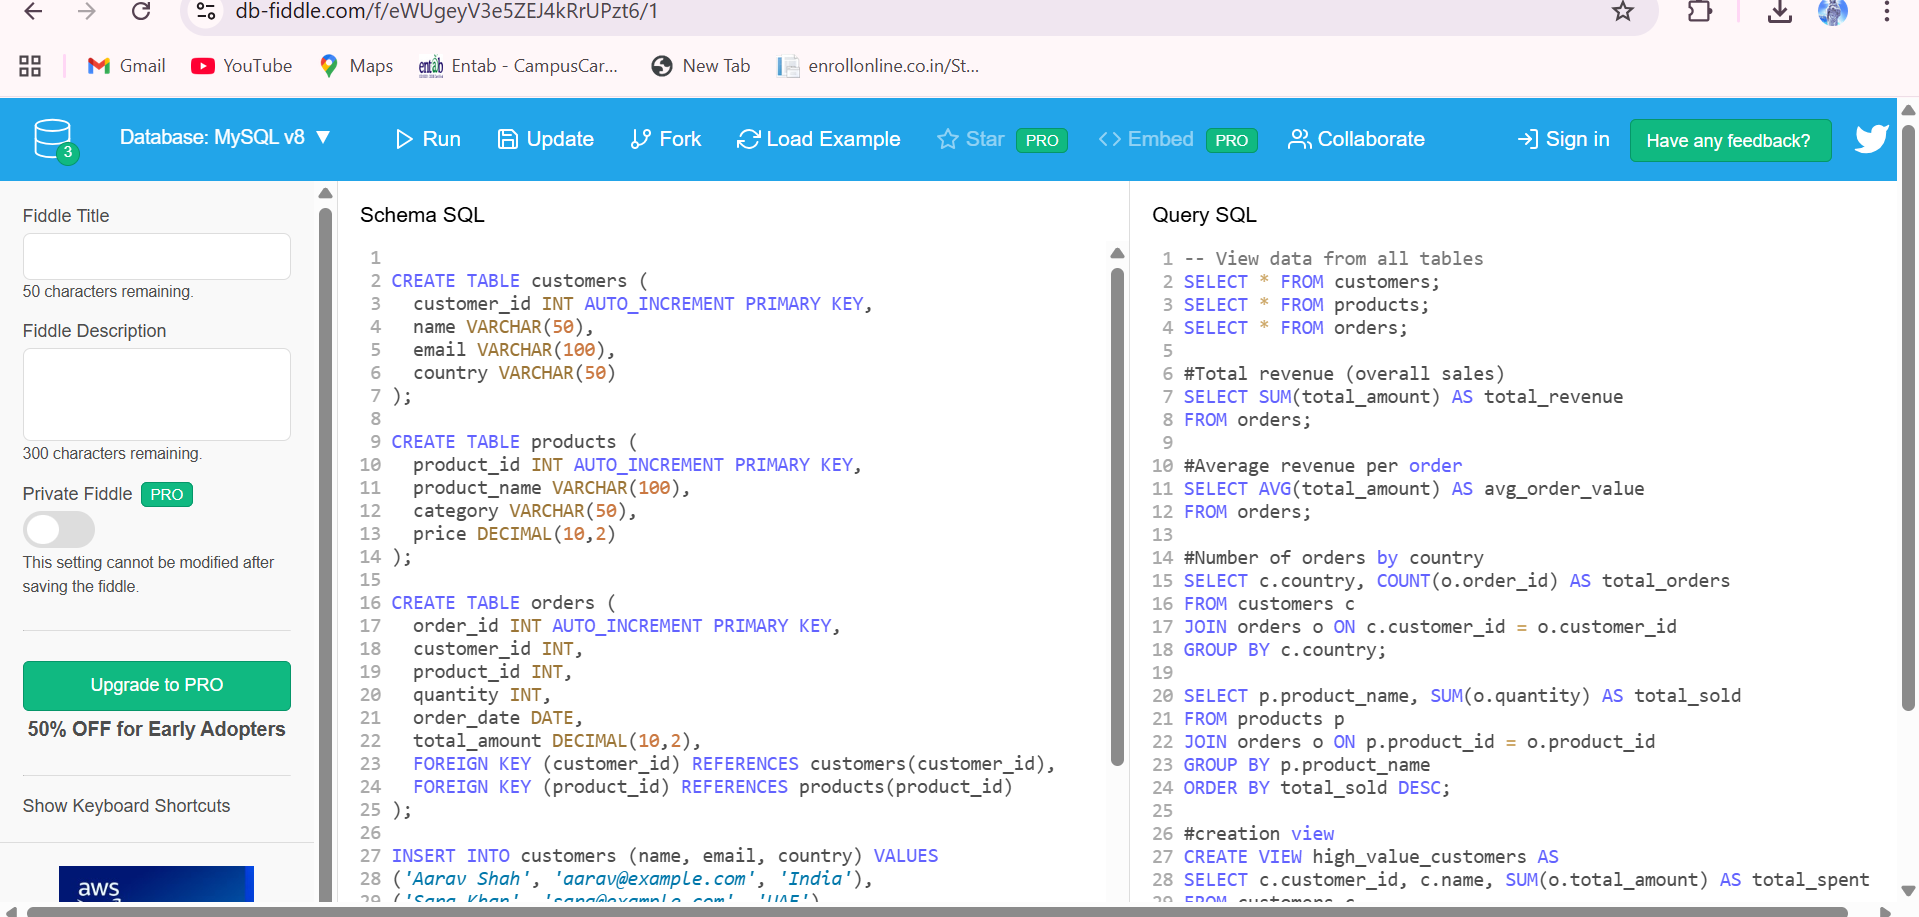 db-fiddle.com/f/eWUgeyV3e5ZEJ4kRrUPzt6/1
Gmail
YouTube
Maps
Entab - CampusCar...
New Tab
enrollonline.co.in/St...
3
Database: MySQL v8 ▼
Run
Update
Fork
Load Example
Star PRO
Embed PRO
Collaborate
Sign in
Have any feedback?
Fiddle Title
50 characters remaining.
Fiddle Description
300 characters remaining.
Private Fiddle PRO
This setting cannot be modified after
saving the fiddle.
Upgrade to PRO
50% OFF for Early Adopters
Show Keyboard Shortcuts
aws
Schema SQL
1
2 CREATE TABLE customers (
3 customer_id INT AUTO_INCREMENT PRIMARY KEY,
4 name VARCHAR(50),
5 email VARCHAR(100),
6 country VARCHAR(50)
7 );
8
9 CREATE TABLE products (
10 product_id INT AUTO_INCREMENT PRIMARY KEY,
11 product_name VARCHAR(100),
12 category VARCHAR(50),
13 price DECIMAL(10,2)
14 );
15
16 CREATE TABLE orders (
17 order_id INT AUTO_INCREMENT PRIMARY KEY,
18 customer_id INT,
19 product_id INT,
20 quantity INT,
21 order_date DATE,
22 total_amount DECIMAL(10,2),
23 FOREIGN KEY (customer_id) REFERENCES customers(customer_id),
24 FOREIGN KEY (product_id) REFERENCES products(product_id)
25 );
26
27 INSERT INTO customers (name, email, country) VALUES
28 ('Aarav Shah', 'aarav@example.com', 'India'),
29 ('Sara Khan', 'sara@example.com', 'UAE')
Query SQL
1 -- View data from all tables
2 SELECT * FROM customers;
3 SELECT * FROM products;
4 SELECT * FROM orders;
5
6 #Total revenue (overall sales)
7 SELECT SUM(total_amount) AS total_revenue
8 FROM orders;
9
10 #Average revenue per order
11 SELECT AVG(total_amount) AS avg_order_value
12 FROM orders;
13
14 #Number of orders by country
15 SELECT c.country, COUNT(o.order_id) AS total_orders
16 FROM customers c
17 JOIN orders o ON c.customer_id = o.customer_id
18 GROUP BY c.country;
19
20 SELECT p.product_name, SUM(o.quantity) AS total_sold
21 FROM products p
22 JOIN orders o ON p.product_id = o.product_id
23 GROUP BY p.product_name
24 ORDER BY total_sold DESC;
25
26 #creation view
27 CREATE VIEW high_value_customers AS
28 SELECT c.customer_id, c.name, SUM(o.total_amount) AS total_spent
29 FROM customers c